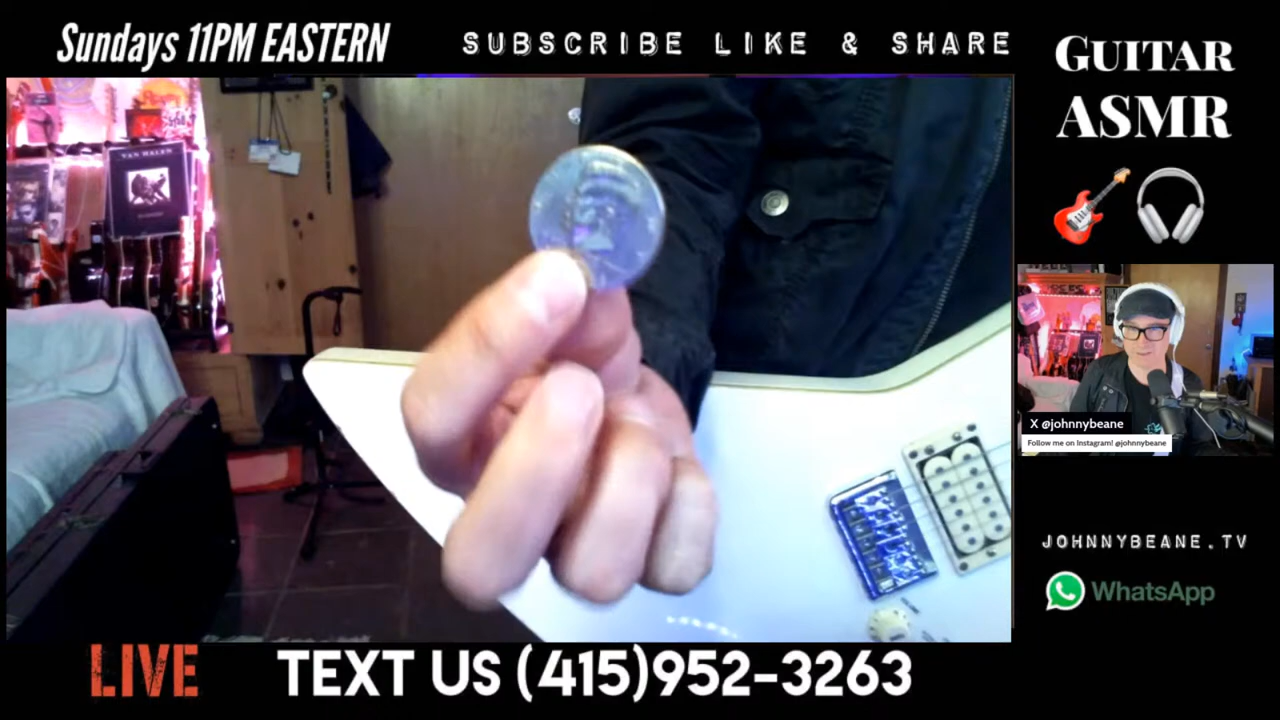 Sundays 11PM EASTERN
SUBSCRIBE LIKE & SHARE
GUITAR
ASMR
VAN HALEN
X @johnnybeane
Follow me on Instagram! @johnnybeane
JOHNNYBEANE.TV
WhatsApp
LIVE
TEXT US (415)952-3263